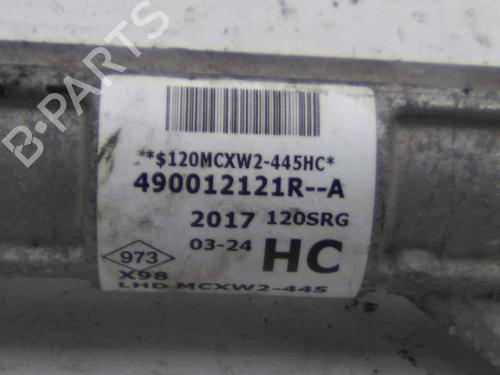 B-PARTS
**$120MCXW2-445HC*
490012121R--A
2017 120SRG
03-24 HC
973
X98
LHD MCXW2-445